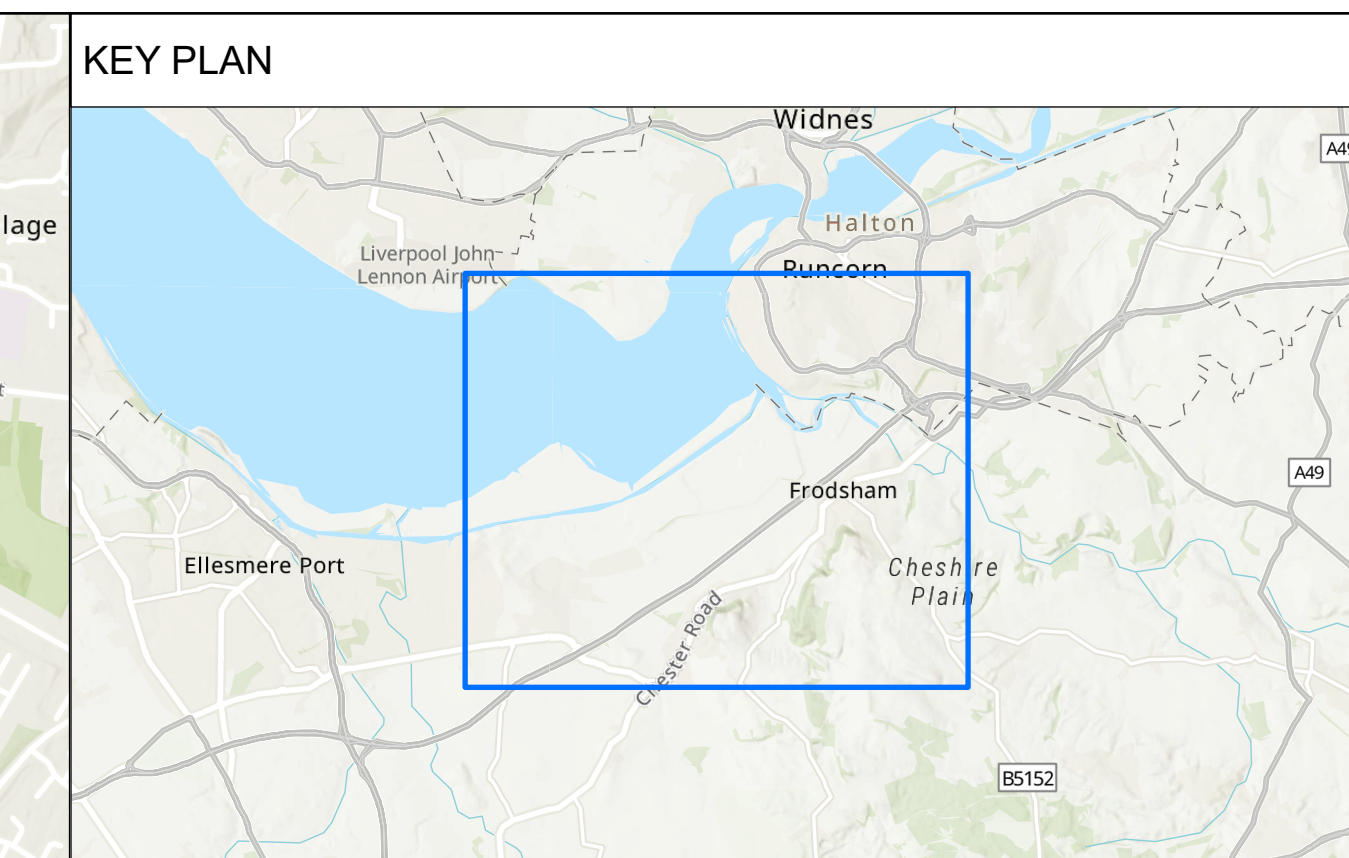 KEY PLAN
Widnes
A49
lage
Halton
Liverpool John
Lennon Airport
Runcorn
t
A49
Frodsham
Ellesmere Port
Cheshire
Plain
Chester Road
B5152